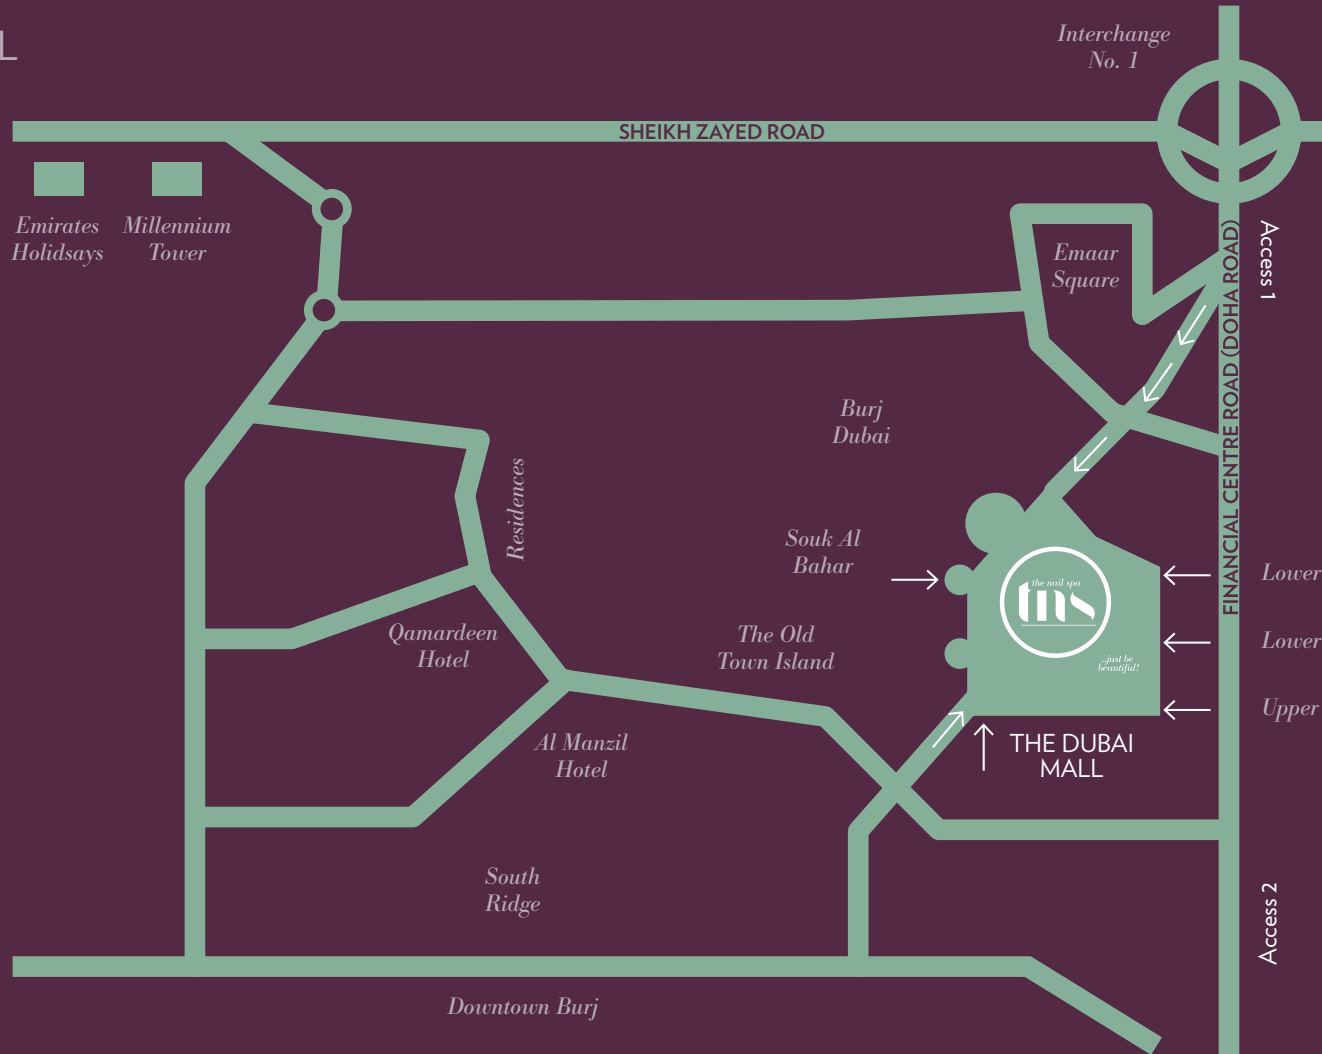 L
Interchange
No. 1
SHEIKH ZAYED ROAD
Emirates
Holidsays
Millennium
Tower
Access 1
Emaar
Square
FINANCIAL CENTRE ROAD (DOHA ROAD)
Burj
Dubai
Residences
Souk Al
Bahar
Lower
the nail spa
tns
Qamardeen
Hotel
The Old
Town Island
Lower
...just be
beautiful!
Upper
Al Manzil
Hotel
THE DUBAI
MALL
South
Ridge
Access 2
Downtown Burj